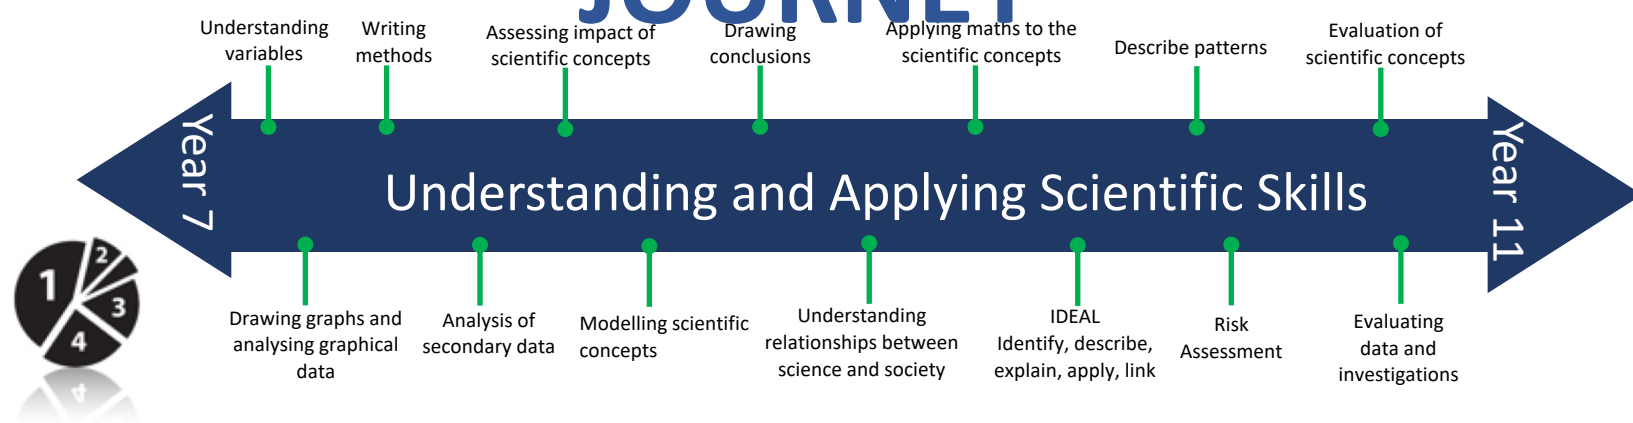 JOURNEY
Understanding
variables
Writing
methods
Assessing impact of
scientific concepts
Drawing
conclusions
Applying maths to the
scientific concepts
Describe patterns
Evaluation of
scientific concepts
Year 7
Understanding and Applying Scientific Skills
Year 11
1
2
3
4
4
Drawing graphs and
analysing graphical
data
Analysis of
secondary data
Modelling scientific
concepts
Understanding
relationships between
science and society
IDEAL
Identify, describe,
explain, apply, link
Risk
Assessment
Evaluating
data and
investigations